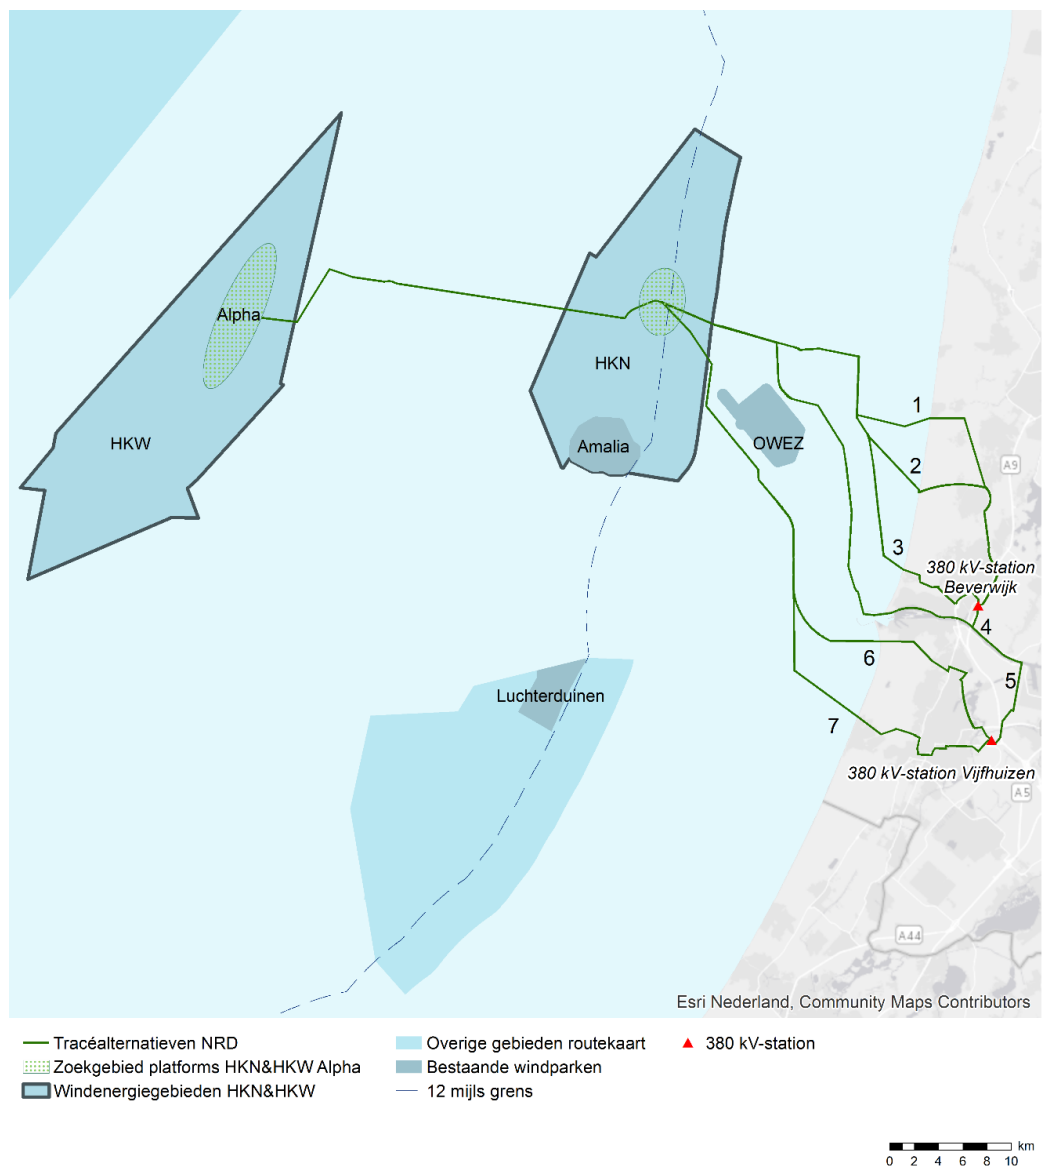 Alpha
HKN
1
HKW
Amalia
OWEZ
2
A9
3
380 kV-station
Beverwijk
4
6
5
Luchterduinen
7
380 kV-station Vijfhuizen
A5
A44
Esri Nederland, Community Maps Contributors
Tracéalternatieven NRD
Overige gebieden routekaart
380 kV-station
Zoekgebied platforms HKN&HKW Alpha
Bestaande windparken
Windenergiegebieden HKN&HKW
12 mijls grens
km
0 2 4 6 8 10